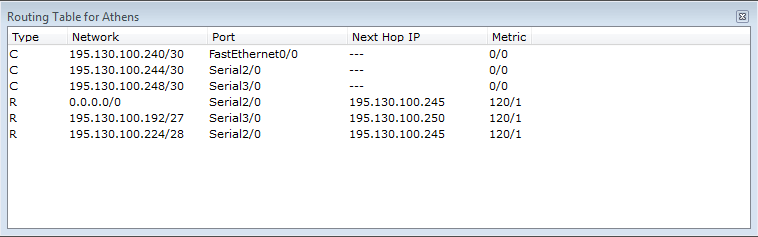 Routing Table for Athens
Type Network Port Next Hop IP Metric
C 195.130.100.240/30 FastEthernet0/0 --- 0/0
C 195.130.100.244/30 Serial2/0 --- 0/0
C 195.130.100.248/30 Serial3/0 --- 0/0
R 0.0.0.0/0 Serial2/0 195.130.100.245 120/1
R 195.130.100.192/27 Serial3/0 195.130.100.250 120/1
R 195.130.100.224/28 Serial2/0 195.130.100.245 120/1